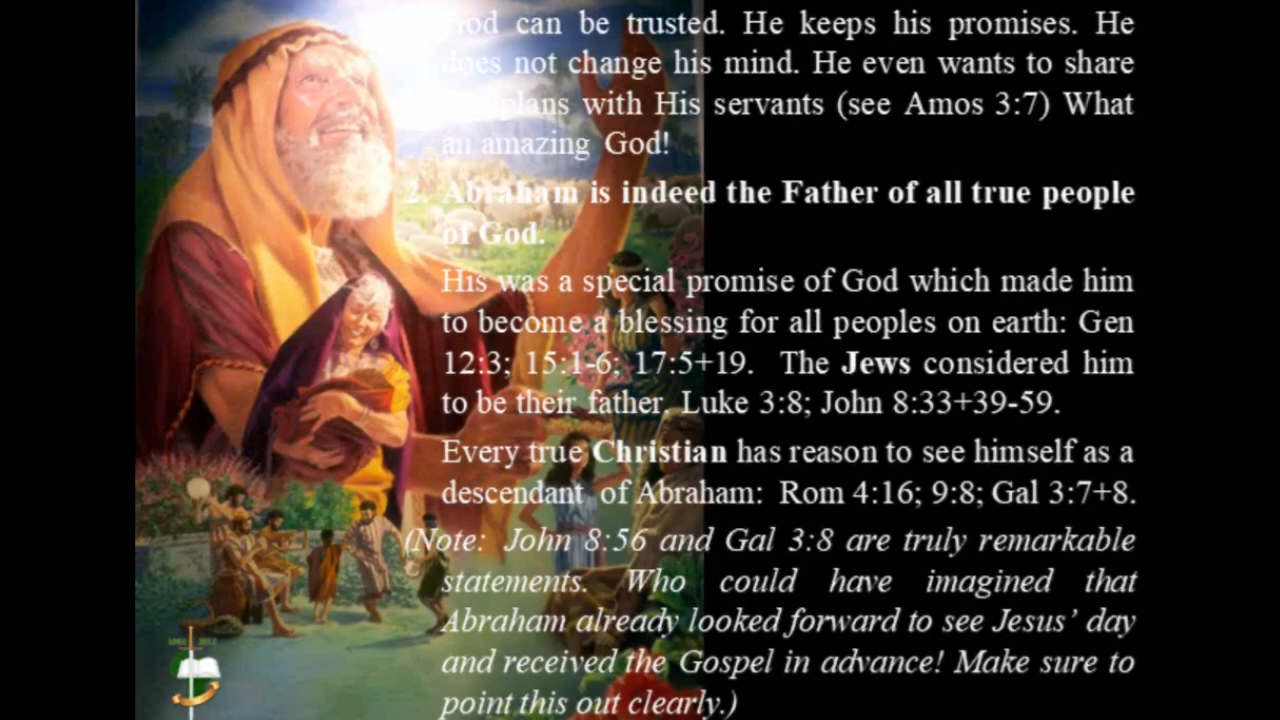 God can be trusted. He keeps his promises. He
does not change his mind. He even wants to share
plans with His servants (see Amos 3:7) What
an amazing God!
2. Abraham is indeed the Father of all true people
of God.
His was a special promise of God which made him
to become a blessing for all peoples on earth: Gen
12:3; 15:1-6; 17:5+19. The Jews considered him
to be their father. Luke 3:8; John 8:33+39-59.
Every true Christian has reason to see himself as a
descendant of Abraham: Rom 4:16; 9:8; Gal 3:7+8.
(Note: John 8:56 and Gal 3:8 are truly remarkable
statements. Who could have imagined that
Abraham already looked forward to see Jesus’ day
and received the Gospel in advance! Make sure to
point this out clearly.)